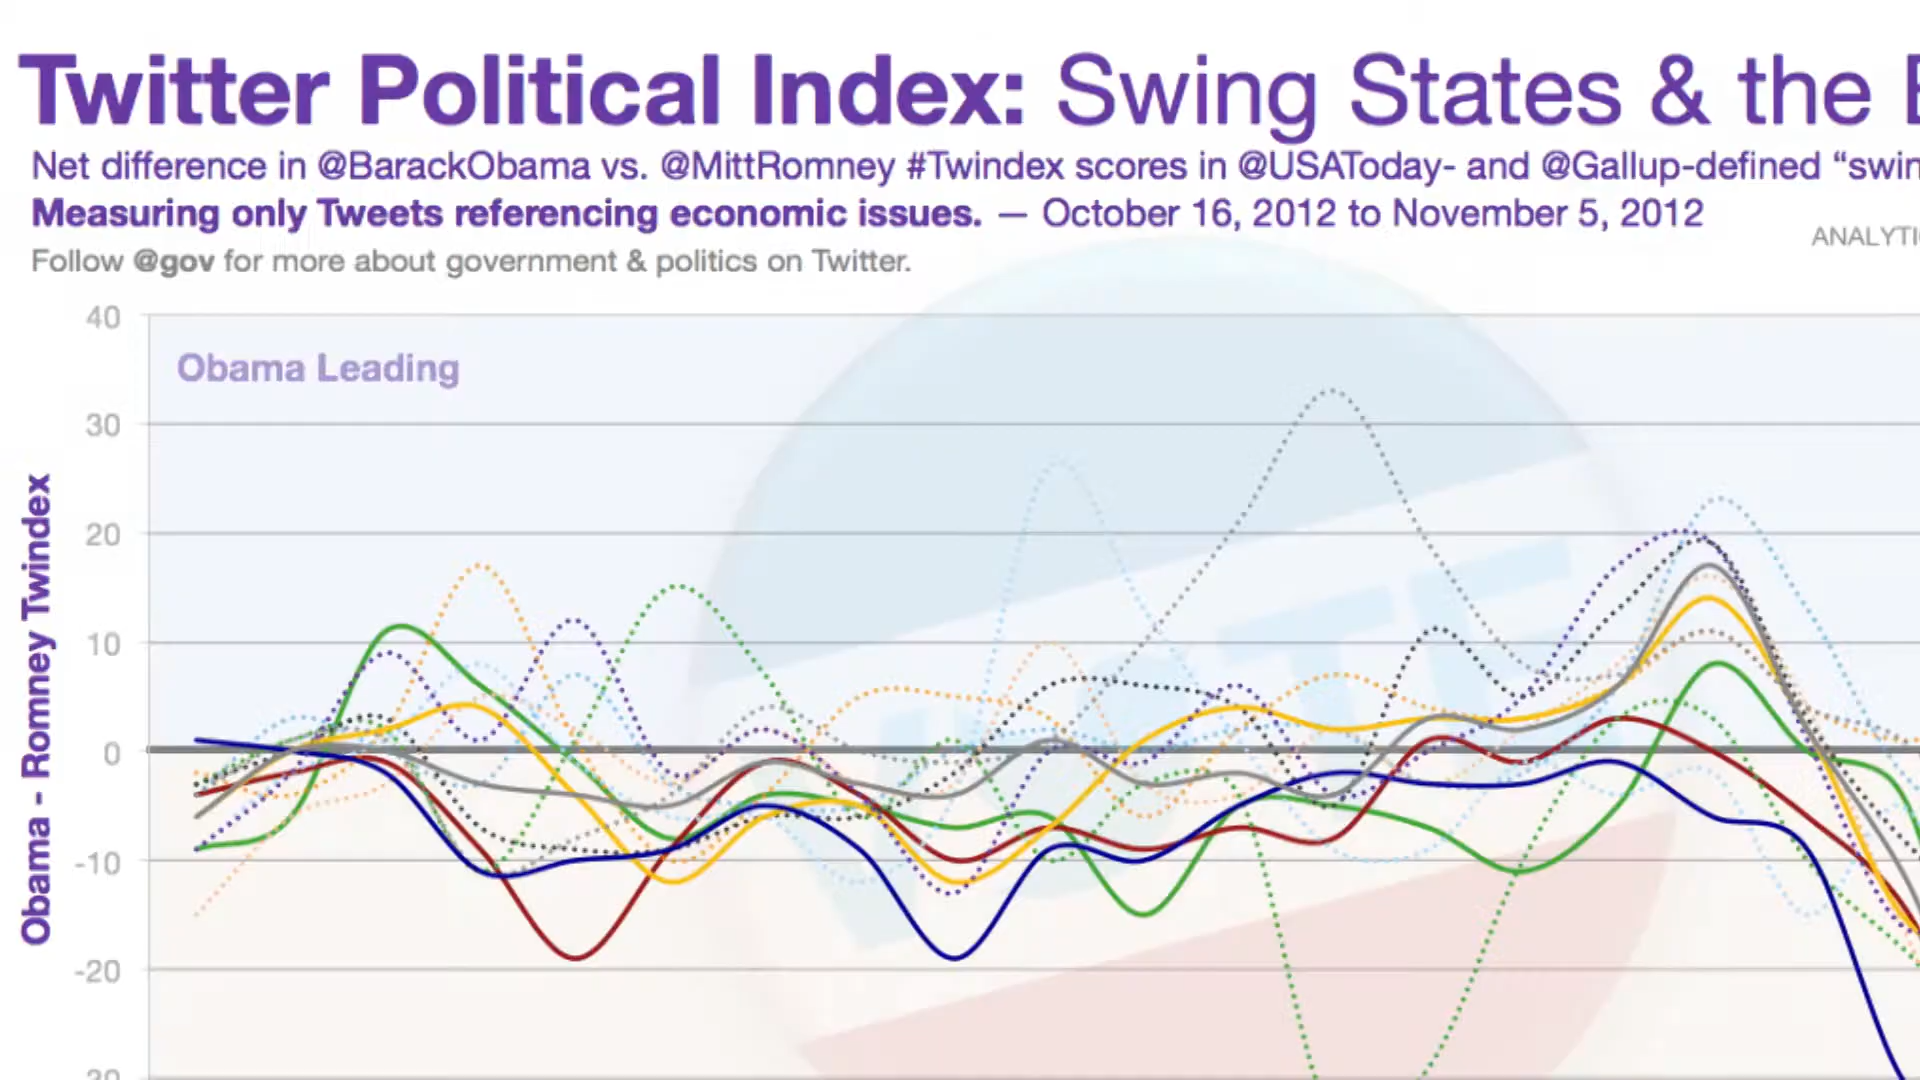 Twitter Political Index: Swing States & the
Net difference in @BarackObama vs. @MittRomney #Twindex scores in @USAToday- and @Gallup-defined “swin
Measuring only Tweets referencing economic issues. — October 16, 2012 to November 5, 2012
ANALYTI
Follow @gov for more about government & politics on Twitter.
40
Obama Leading
30
20
10
0
-10
-20
Obama - Romney Twindex
VOTE